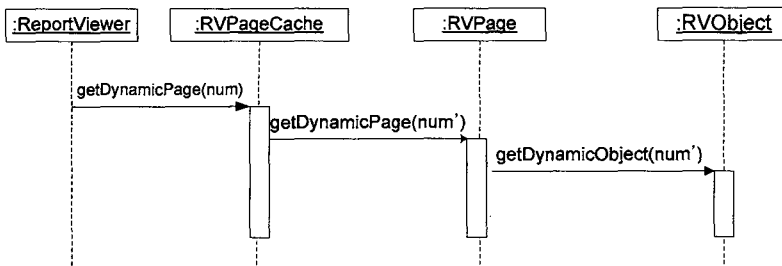 :ReportViewer
:RVPageCache
:RVPage
:RVObject
getDynamicPage(num)
getDynamicPage(num')
getDynamicObject(num')